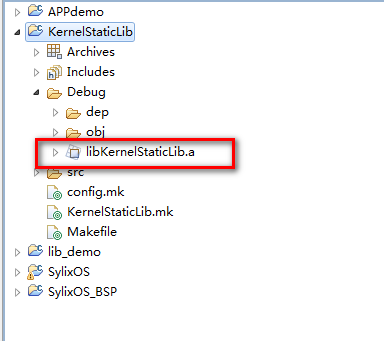 APPdemo
KernelStaticLib
Archives
Includes
Debug
dep
obj
libKernelStaticLib.a
src
config.mk
KernelStaticLib.mk
Makefile
lib_demo
SylixOS
SylixOS_BSP